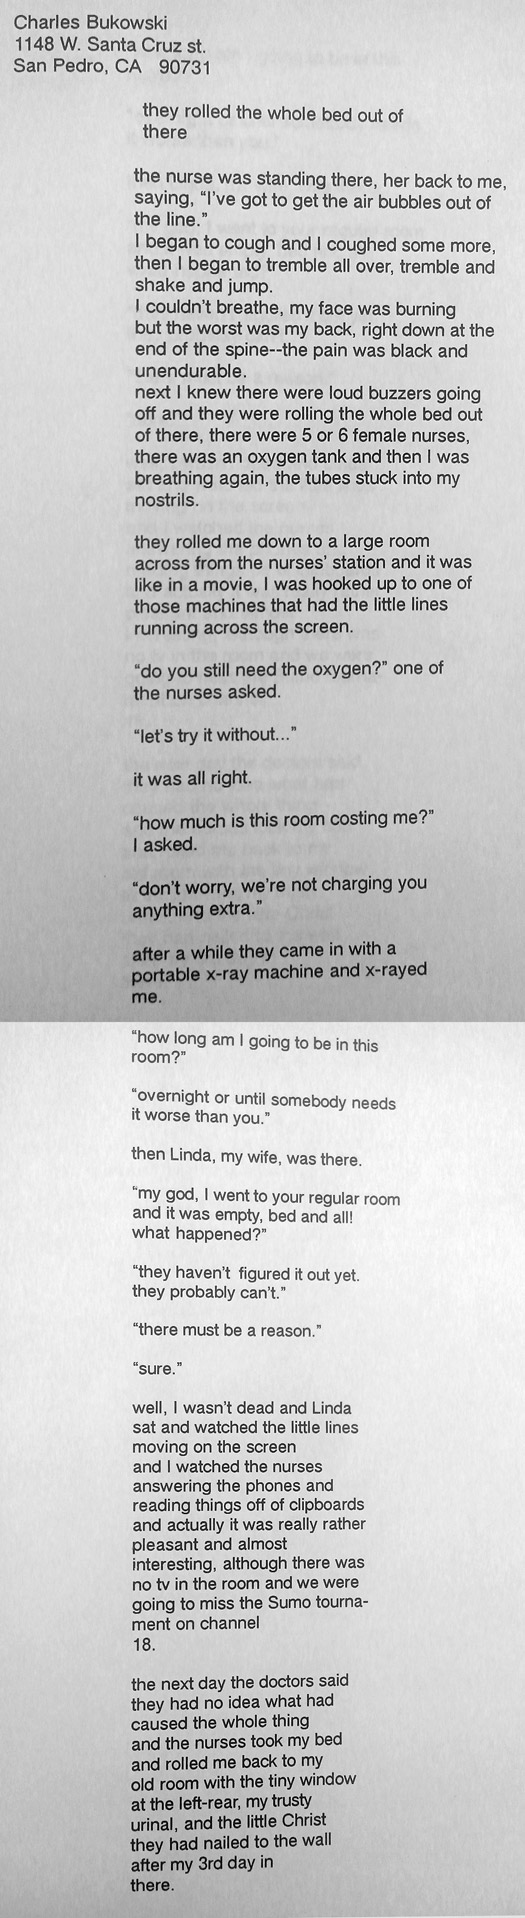 Charles Bukowski
1148 W. Santa Cruz st.
San Pedro, CA 90731
they rolled the whole bed out of
there
the nurse was standing there, her back to me,
saying, “I’ve got to get the air bubbles out of
the line.”
I began to cough and I coughed some more,
then I began to tremble all over, tremble and
shake and jump.
I couldn’t breathe, my face was burning
but the worst was my back, right down at the
end of the spine--the pain was black and
unendurable.
next I knew there were loud buzzers going
off and they were rolling the whole bed out
of there, there were 5 or 6 female nurses,
there was an oxygen tank and then I was
breathing again, the tubes stuck into my
nostrils.
they rolled me down to a large room
across from the nurses’ station and it was
like in a movie, I was hooked up to one of
those machines that had the little lines
running across the screen.
“do you still need the oxygen?” one of
the nurses asked.
“let’s try it without...”
it was all right.
“how much is this room costing me?”
I asked.
“don’t worry, we’re not charging you
anything extra.”
after a while they came in with a
portable x-ray machine and x-rayed
me.
“how long am I going to be in this
room?”
“overnight or until somebody needs
it worse than you.”
then Linda, my wife, was there.
“my god, I went to your regular room
and it was empty, bed and all!
what happened?”
“they haven’t figured it out yet.
they probably can’t.”
“there must be a reason.”
“sure.”
well, I wasn’t dead and Linda
sat and watched the little lines
moving on the screen
and I watched the nurses
answering the phones and
reading things off of clipboards
and actually it was really rather
pleasant and almost
interesting, although there was
no tv in the room and we were
going to miss the Sumo tourna-
ment on channel
18.
the next day the doctors said
they had no idea what had
caused the whole thing
and the nurses took my bed
and rolled me back to my
old room with the tiny window
at the left-rear, my trusty
urinal, and the little Christ
they had nailed to the wall
after my 3rd day in
there.